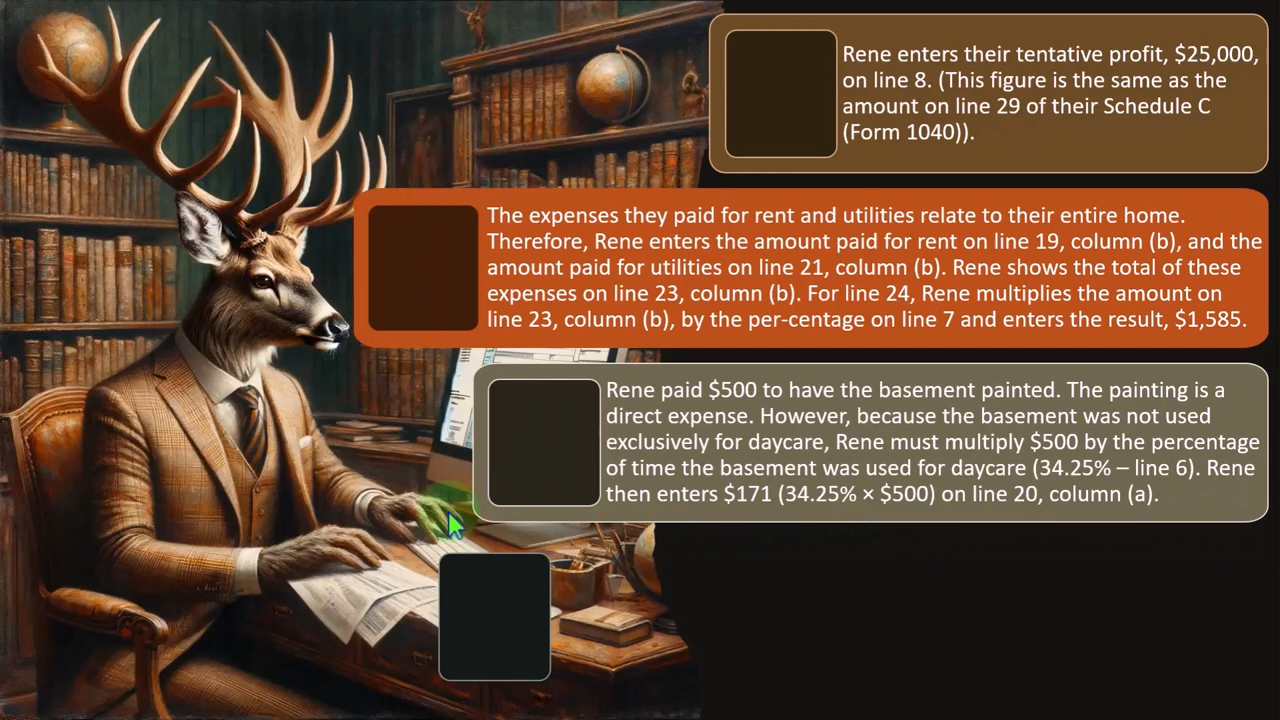 Rene enters their tentative profit, $25,000,
on line 8. (This figure is the same as the
amount on line 29 of their Schedule C
(Form 1040)).
The expenses they paid for rent and utilities relate to their entire home.
Therefore, Rene enters the amount paid for rent on line 19, column (b), and the
amount paid for utilities on line 21, column (b). Rene shows the total of these
expenses on line 23, column (b). For line 24, Rene multiplies the amount on
line 23, column (b), by the per-centage on line 7 and enters the result, $1,585.
Rene paid $500 to have the basement painted. The painting is a
direct expense. However, because the basement was not used
exclusively for daycare, Rene must multiply $500 by the percentage
of time the basement was used for daycare (34.25% – line 6). Rene
then enters $171 (34.25% × $500) on line 20, column (a).